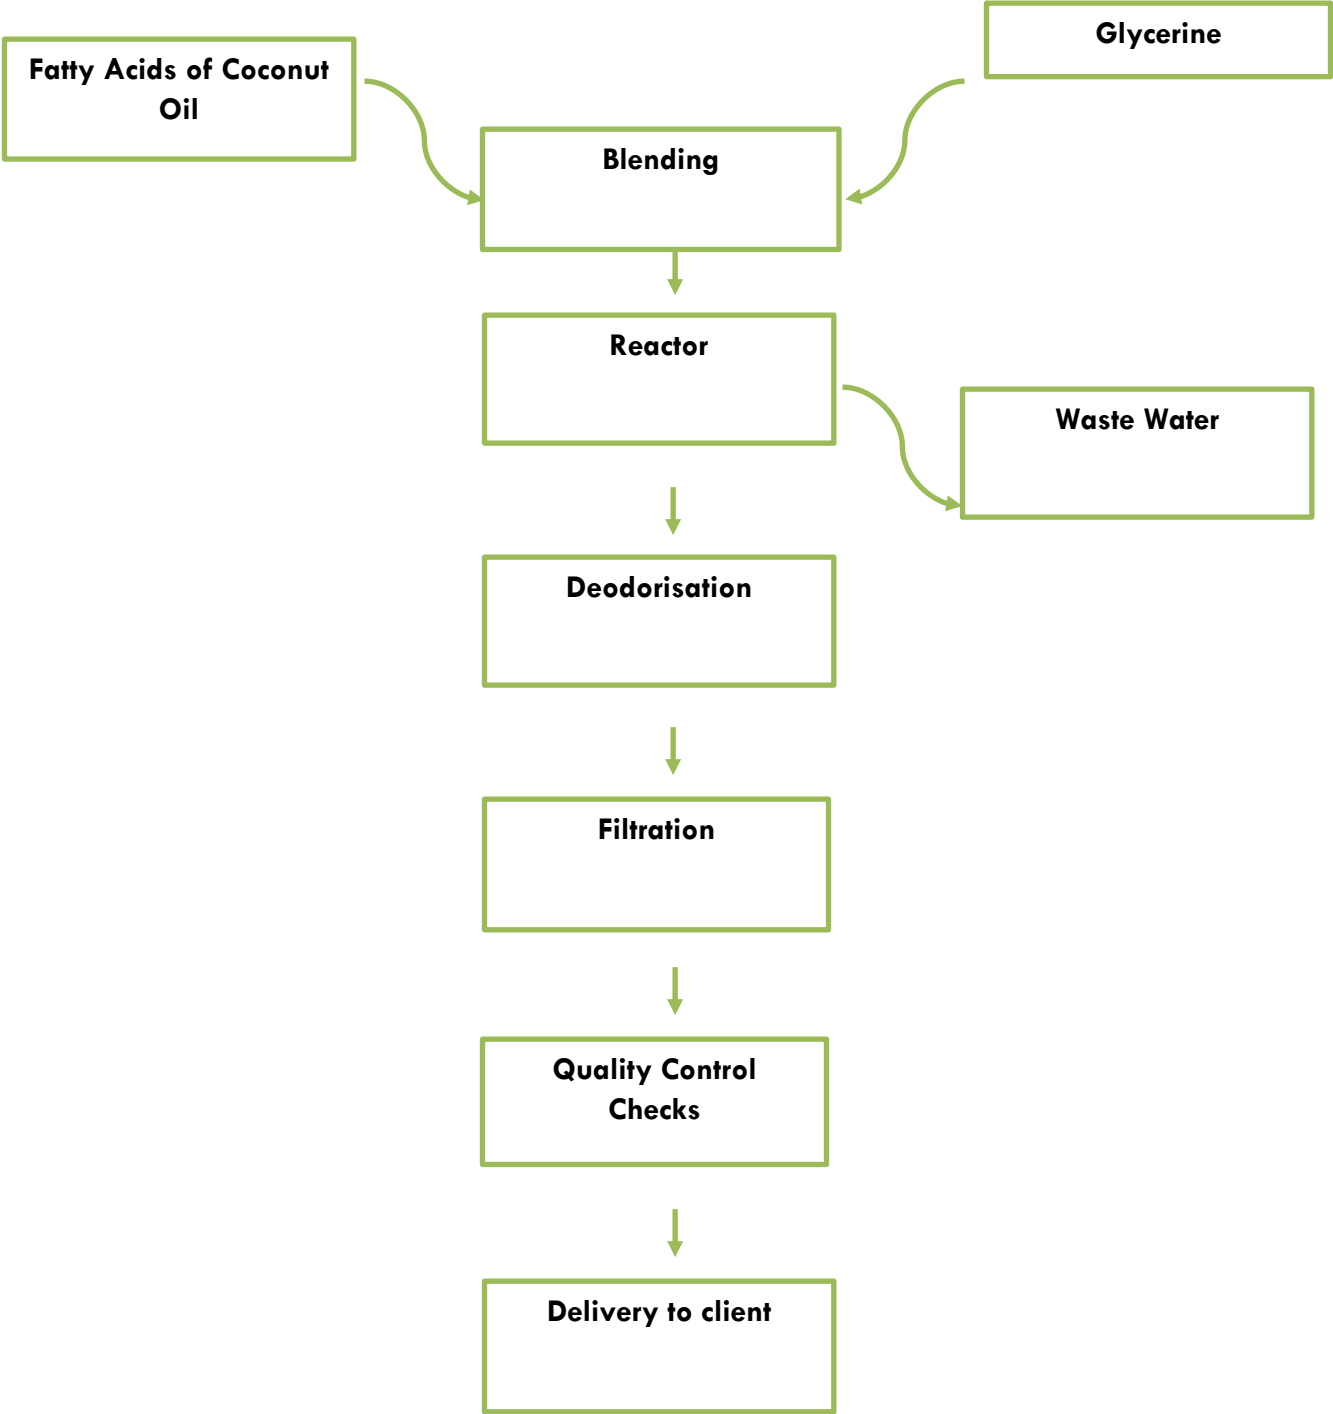 Fatty Acids of Coconut
Oil
Glycerine
Blending
Reactor
Waste Water
Deodorisation
Filtration
Quality Control
Checks
Delivery to client